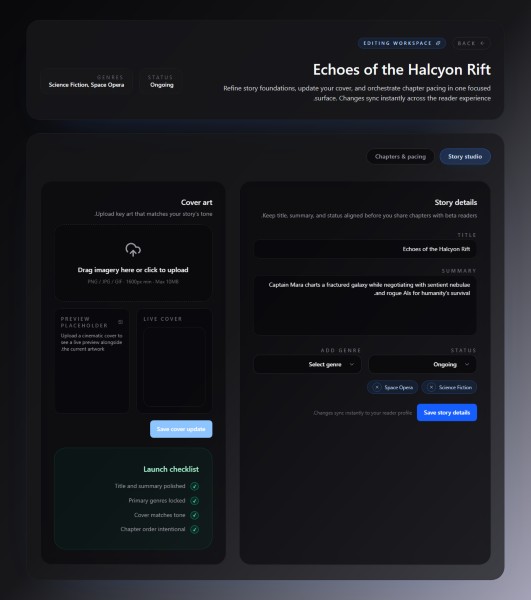 EDITING WORKSPACE
BACK
Echoes of the Halcyon Rift
Refine story foundations, update your cover, and orchestrate chapter pacing in one focused
.surface. Changes sync instantly across the reader experience
STATUS
Ongoing
GENRES
Science Fiction, Space Opera
Story studio
Chapters & pacing
Story details
.Keep title, summary, and status aligned before you share chapters with beta readers
TITLE
Echoes of the Halcyon Rift
SUMMARY
Captain Mara charts a fractured galaxy while negotiating with sentient nebulae
.and rogue AIs for humanity's survival
STATUS
Ongoing
ADD GENRE
Select genre
Science Fiction
Space Opera
Save story details
Changes sync instantly to your reader profile
Cover art
.Upload key art that matches your story's tone
Drag imagery here or click to upload
PNG / JPG / GIF · 1600px min · Max 10MB
LIVE COVER
PREVIEW
PLACEHOLDER
Upload a cinematic cover to
see a live preview alongside
.the current artwork
Save cover update
Launch checklist
Title and summary polished
Primary genres locked
Cover matches tone
Chapter order intentional